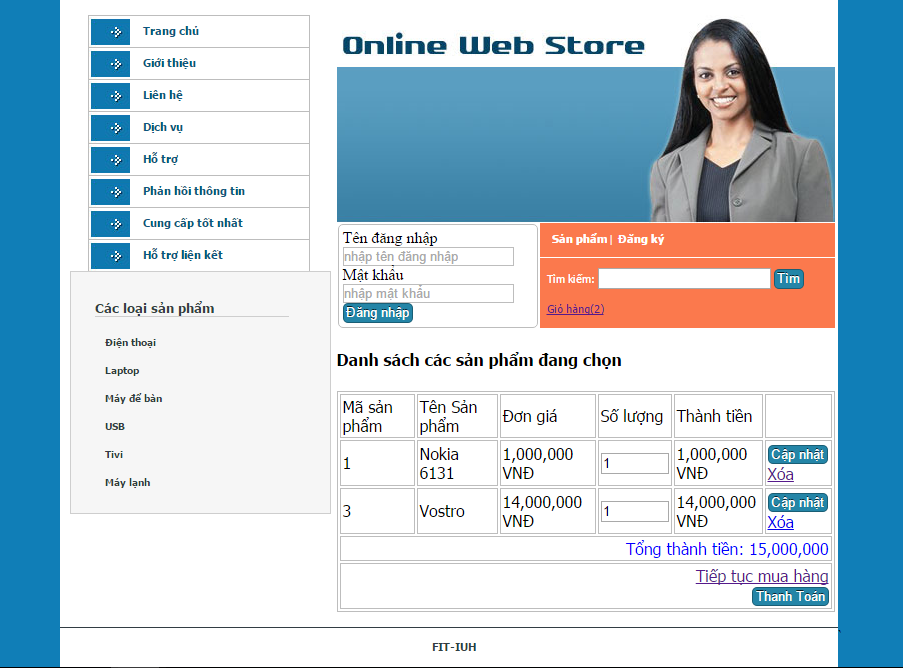 Trang chủ
Giới thiệu
Liên hệ
Dịch vụ
Hỗ trợ
Phản hồi thông tin
Cung cấp tốt nhất
Hỗ trợ liện kết
Các loại sản phẩm
Điện thoại
Laptop
Máy để bàn
USB
Tivi
Máy lạnh
Online Web Store
Tên đăng nhập
nhập tên đăng nhập
Mật khẩu
nhập mật khẩu
Đăng nhập
Sản phẩm | Đăng ký
Tìm kiếm: Tìm
Giỏ hàng(2)
Danh sách các sản phẩm đang chọn
Mã sản phẩm Tên Sản phẩm Đơn giá Số lượng Thành tiền
1 Nokia 6131 1,000,000 VNĐ 1 1,000,000 VNĐ Cập nhật Xóa
3 Vostro 14,000,000 VNĐ 1 14,000,000 VNĐ Cập nhật Xóa
Tổng thành tiền: 15,000,000
Tiếp tục mua hàng
Thanh Toán
FIT-IUH